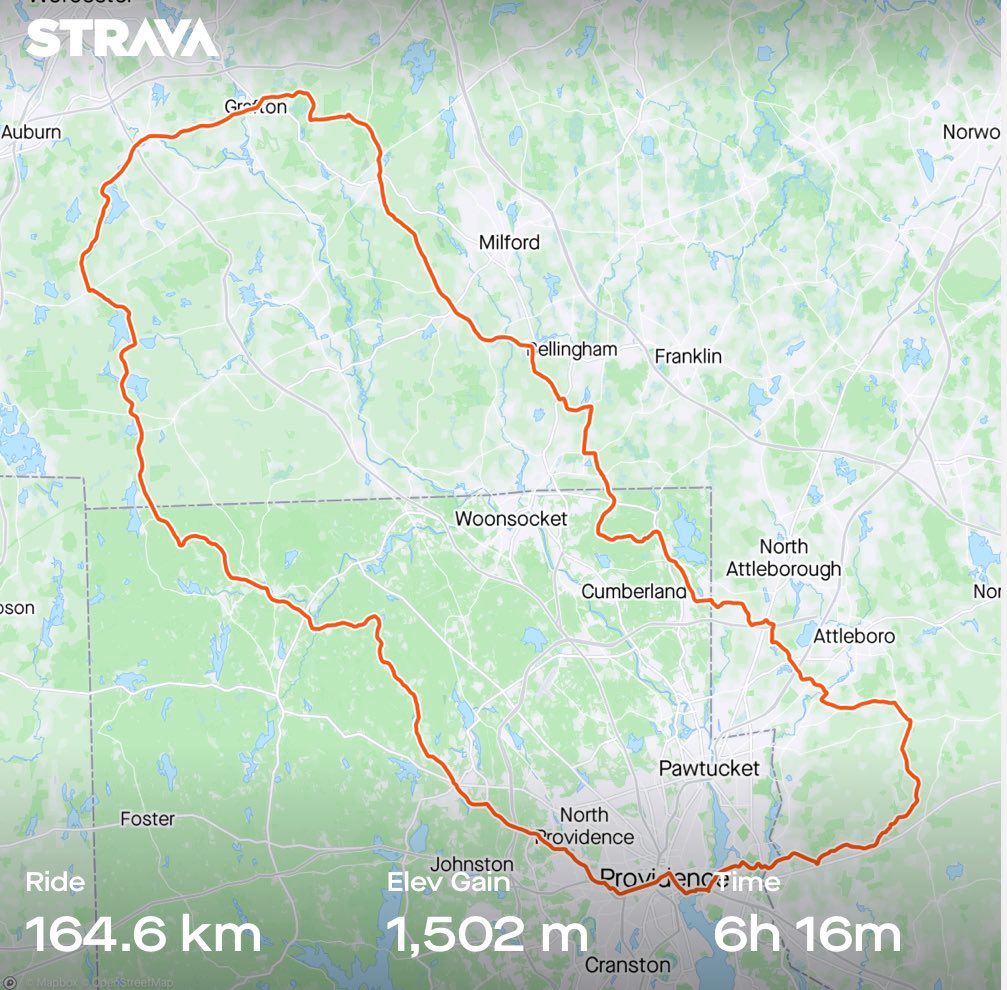 STRAVA
Grafton
Auburn
Norwo
Milford
Bellingham
Franklin
Woonsocket
North
Attleborough
Cumberland
Nor
oson
Attleboro
Pawtucket
Foster
North
Providence
Johnston
Providence
Ride
Elev Gain
Time
164.6 km
1,502 m
6h 16m
Cranston
© Mapbox © OpenStreetMap